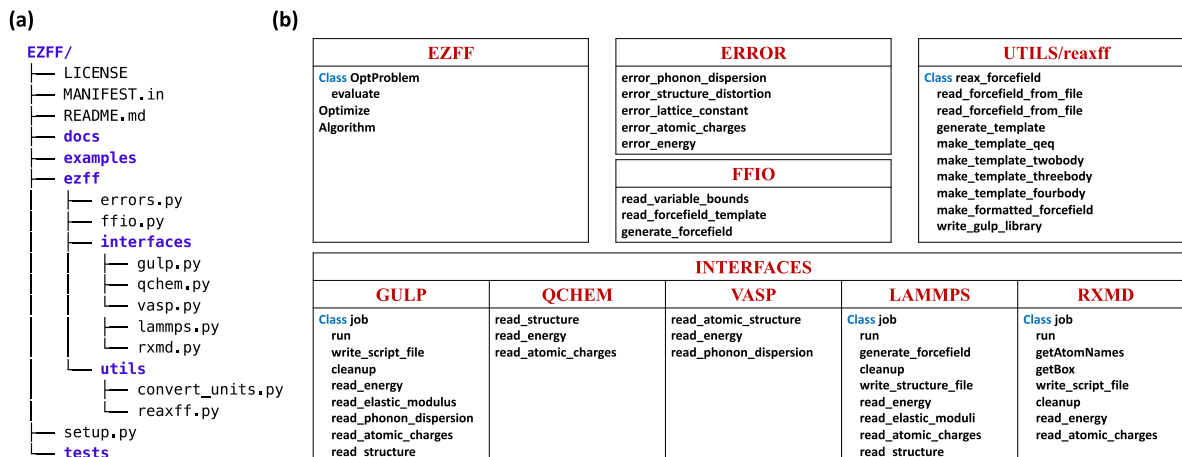 (a)
EZFF/
LICENSE
MANIFEST.in
README.md
docs
examples
ezff
errors.py
ffio.py
interfaces
gulp.py
qchem.py
vasp.py
lammps.py
rxmd.py
utils
convert_units.py
reaxff.py
setup.py
tests
(b)
EZFF
Class OptProblem
evaluate
Optimize
Algorithm
ERROR
error_phonon_dispersion
error_structure_distortion
error_lattice_constant
error_atomic_charges
error_energy
FFIO
read_variable_bounds
read_forcefield_template
generate_forcefield
UTILS/reaxff
Class reax_forcefield
read_forcefield_from_file
read_forcefield_from_file
generate_template
make_template_qeq
make_template_twobody
make_template_threebody
make_template_fourbody
make_formatted_forcefield
write_gulp_library
INTERFACES
GULP
Class job
run
write_script_file
cleanup
read_energy
read_elastic_modulus
read_phonon_dispersion
read_atomic_charges
read_structure
QCHEM
read_structure
read_energy
read_atomic_charges
VASP
read_atomic_structure
read_energy
read_phonon_dispersion
LAMMPS
Class job
run
generate_forcefield
cleanup
write_structure_file
read_energy
read_elastic_moduli
read_atomic_charges
read_structure
RXMD
Class job
run
getAtomNames
getBox
write_script_file
cleanup
read_energy
read_atomic_charges